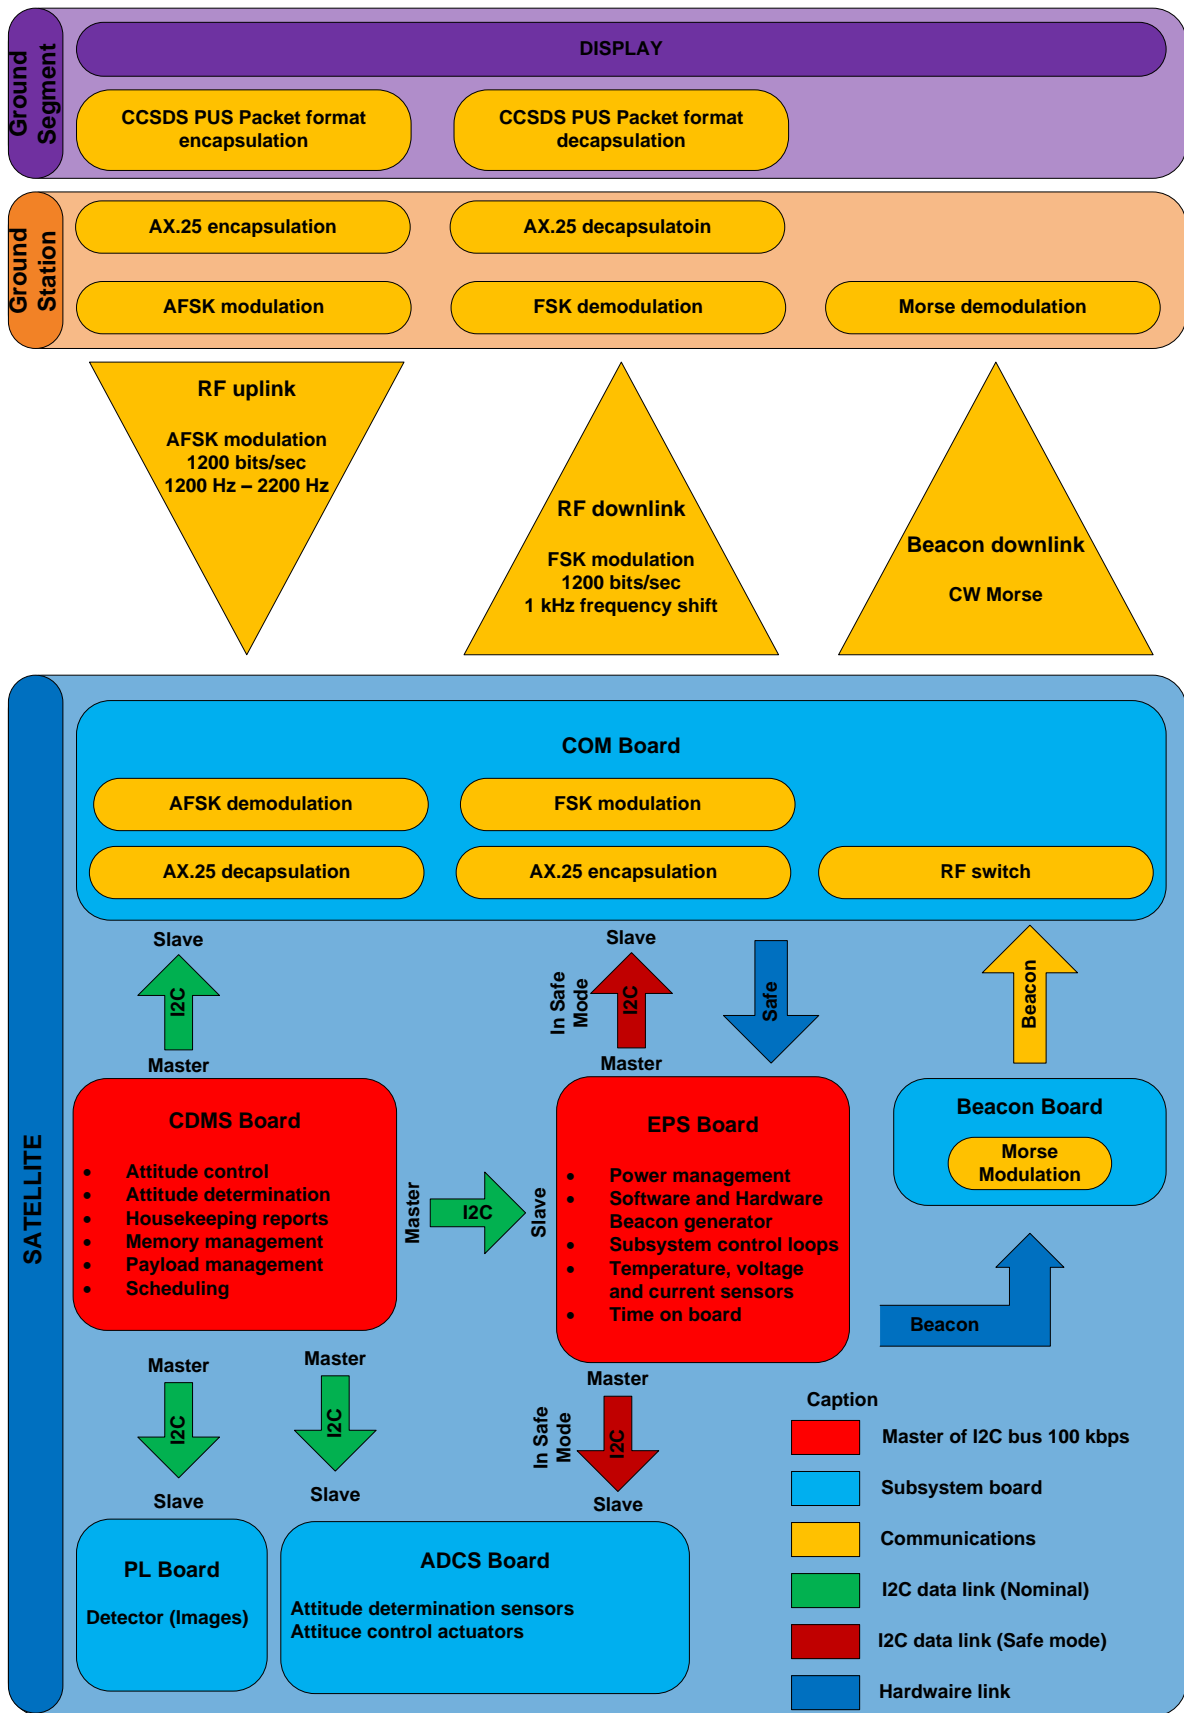 Ground
Segment
DISPLAY
CCSDS PUS Packet format
encapsulation
CCSDS PUS Packet format
decapsulation
Ground
Station
AX.25 encapsulation
AX.25 decapsulatoin
AFSK modulation
FSK demodulation
Morse demodulation
RF uplink
AFSK modulation
1200 bits/sec
1200 Hz – 2200 Hz
RF downlink
FSK modulation
1200 bits/sec
1 kHz frequency shift
Beacon downlink
CW Morse
SATELLITE
COM Board
AFSK demodulation
FSK modulation
AX.25 decapsulation
AX.25 encapsulation
RF switch
Slave
I2C
Master
Slave
In Safe
Mode
I2C
Master
Safe
Beacon
CDMS Board
• Attitude control
• Attitude determination
• Housekeeping reports
• Memory management
• Payload management
• Scheduling
Master
I2C
Slave
EPS Board
• Power management
• Software and Hardware
Beacon generator
• Subsystem control loops
• Temperature, voltage
and current sensors
• Time on board
Beacon Board
Morse
Modulation
Beacon
Master
I2C
Slave
Master
I2C
Slave
Master
In Safe
Mode
I2C
Slave
PL Board
Detector (Images)
ADCS Board
Attitude determination sensors
Attituce control actuators
Caption
Master of I2C bus 100 kbps
Subsystem board
Communications
I2C data link (Nominal)
I2C data link (Safe mode)
Hardwaire link